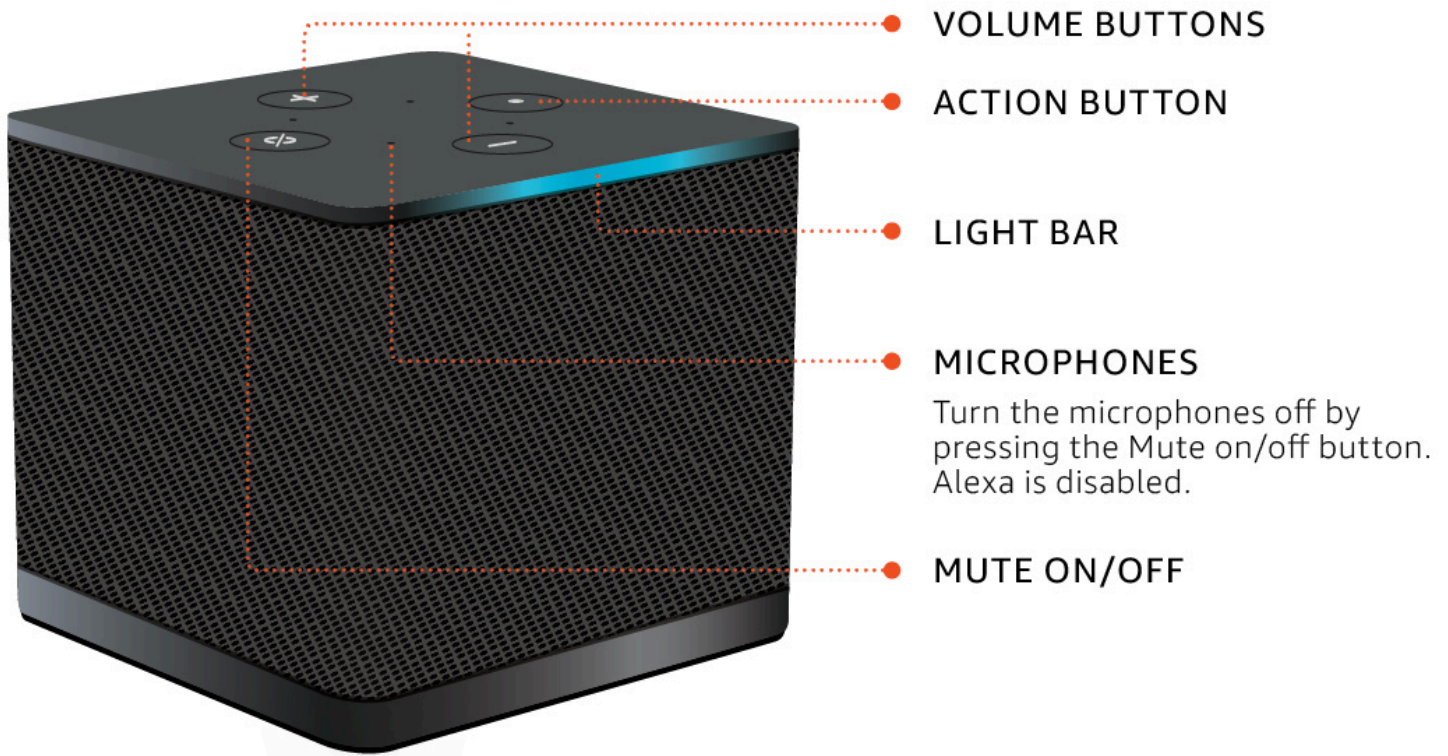 VOLUME BUTTONS
ACTION BUTTON
LIGHT BAR
MICROPHONES
Turn the microphones off by
pressing the Mute on/off button.
Alexa is disabled.
MUTE ON/OFF